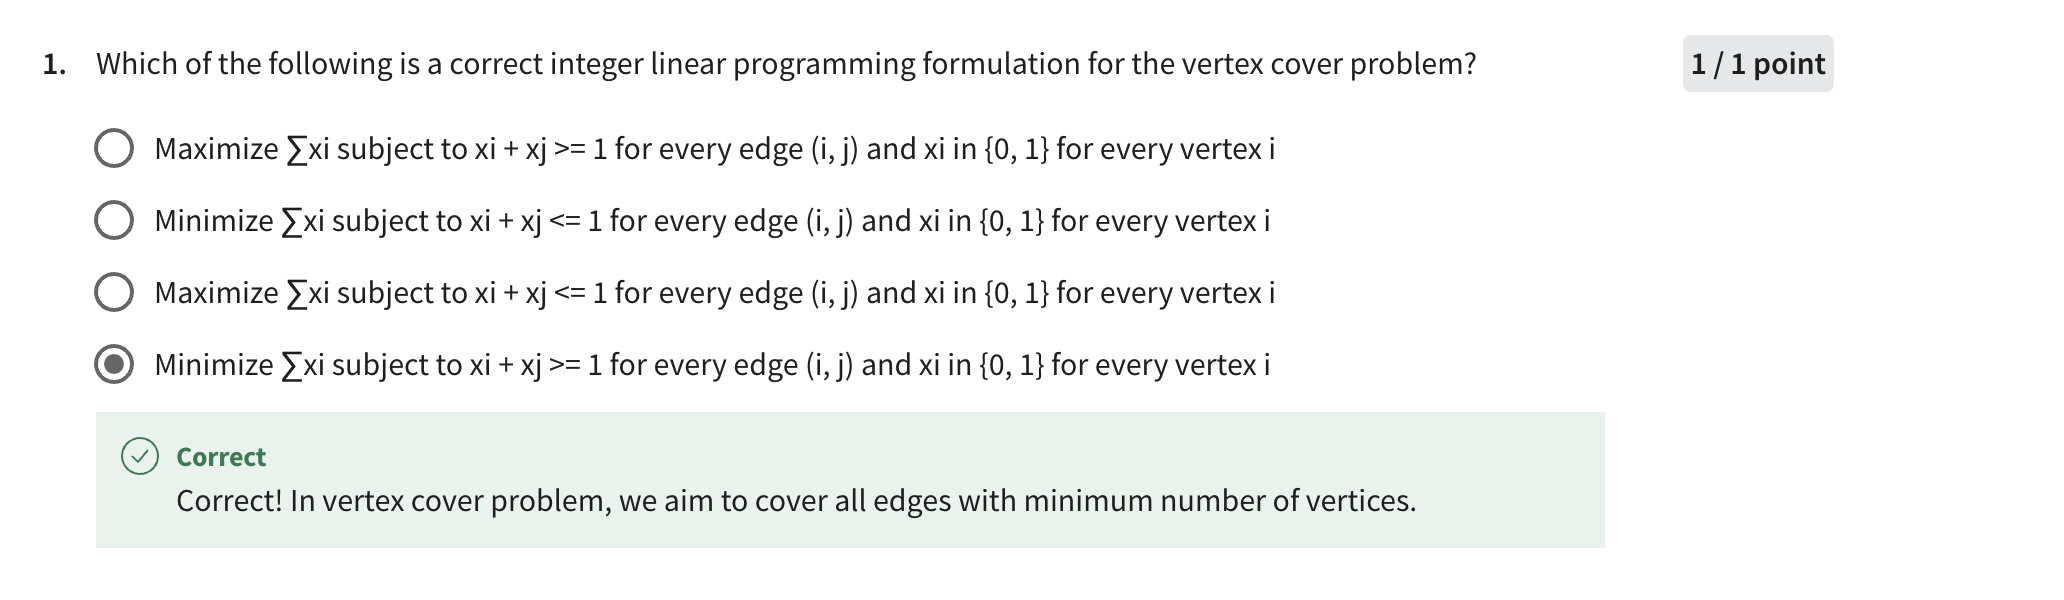 1. Which of the following is a correct integer linear programming formulation for the vertex cover problem? 1 / 1 point
Maximize ∑xi subject to xi + xj >= 1 for every edge (i, j) and xi in {0, 1} for every vertex i
Minimize ∑xi subject to xi + xj <= 1 for every edge (i, j) and xi in {0, 1} for every vertex i
Maximize ∑xi subject to xi + xj <= 1 for every edge (i, j) and xi in {0, 1} for every vertex i
Minimize ∑xi subject to xi + xj >= 1 for every edge (i, j) and xi in {0, 1} for every vertex i
Correct
Correct! In vertex cover problem, we aim to cover all edges with minimum number of vertices.